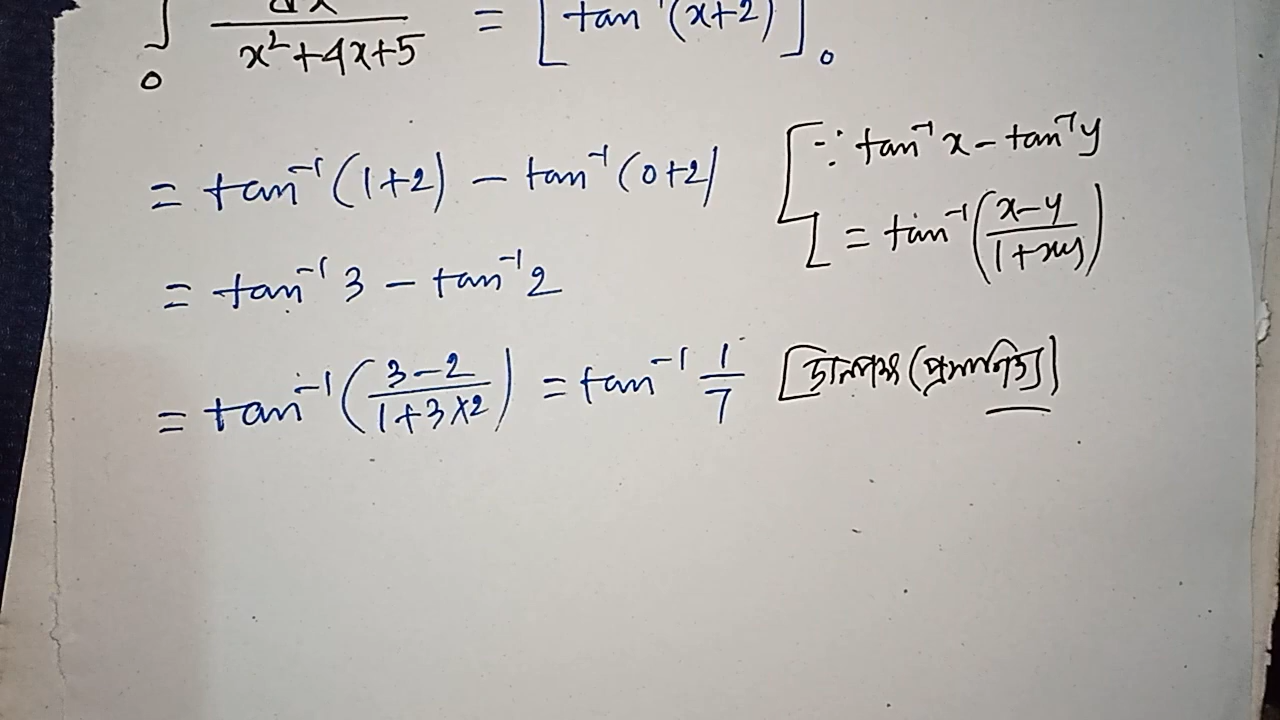 ∫₀ dx/(x²+4x+5) = [tan⁻¹(x+2)]₀
= tan⁻¹(1+2) – tan⁻¹(0+2)
[∵ tan⁻¹x – tan⁻¹y
= tan⁻¹((x–y)/(1+xy))
= tan⁻¹3 – tan⁻¹2
= tan⁻¹((3–2)/(1+3×2)) = tan⁻¹ 1/7 [ডানপক্ষ (প্রমাণিত)]